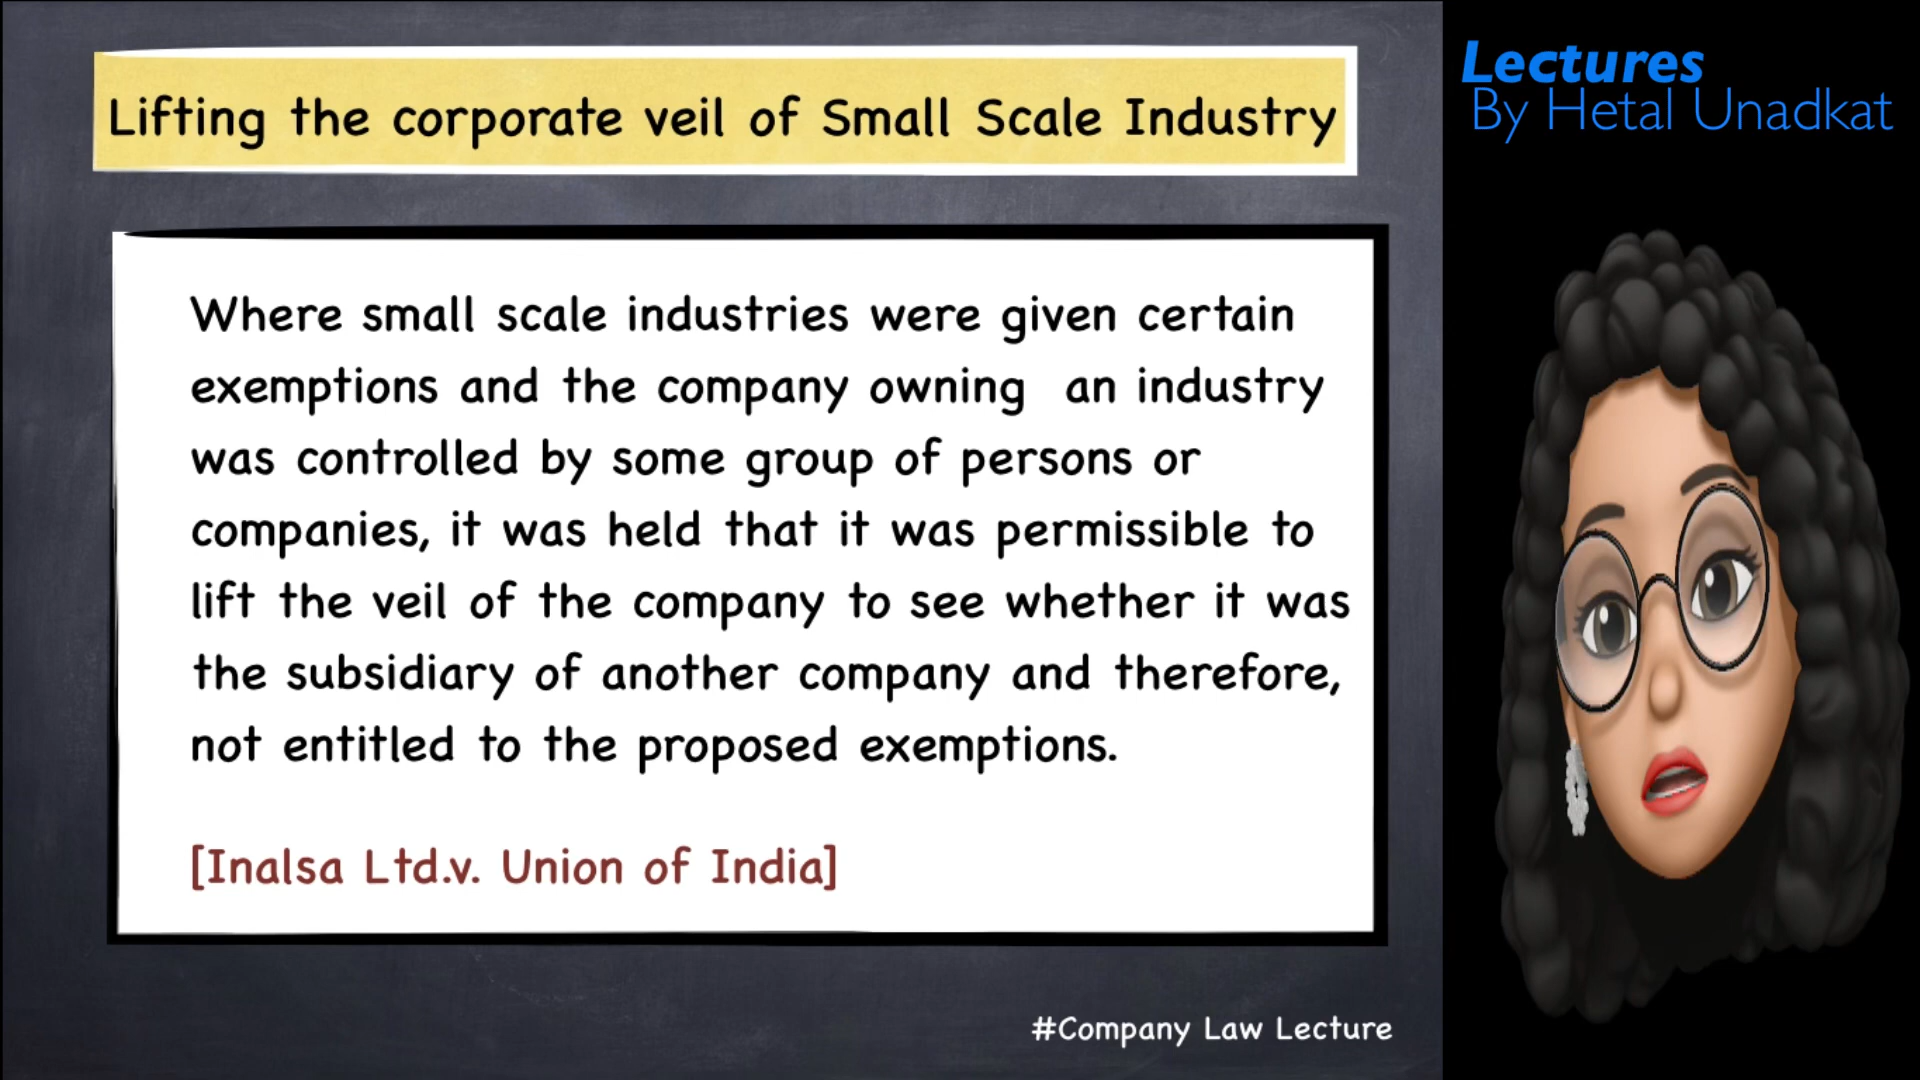 Lifting the corporate veil of Small Scale Industry
Lectures
By Hetal Unadkat
Where small scale industries were given certain
exemptions and the company owning an industry
was controlled by some group of persons or
companies, it was held that it was permissible to
lift the veil of the company to see whether it was
the subsidiary of another company and therefore,
not entitled to the proposed exemptions.
[Inalsa Ltd.v. Union of India]
#Company Law Lecture